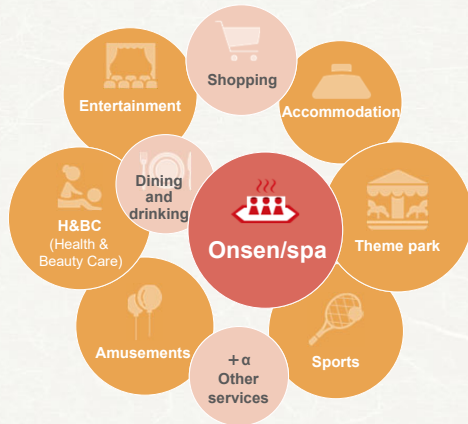 Shopping
Entertainment
Accommodation
Dining
and
drinking
H&BC
(Health &
Beauty Care)
Onsen/spa
Theme park
Amusements
+α
Other
services
Sports